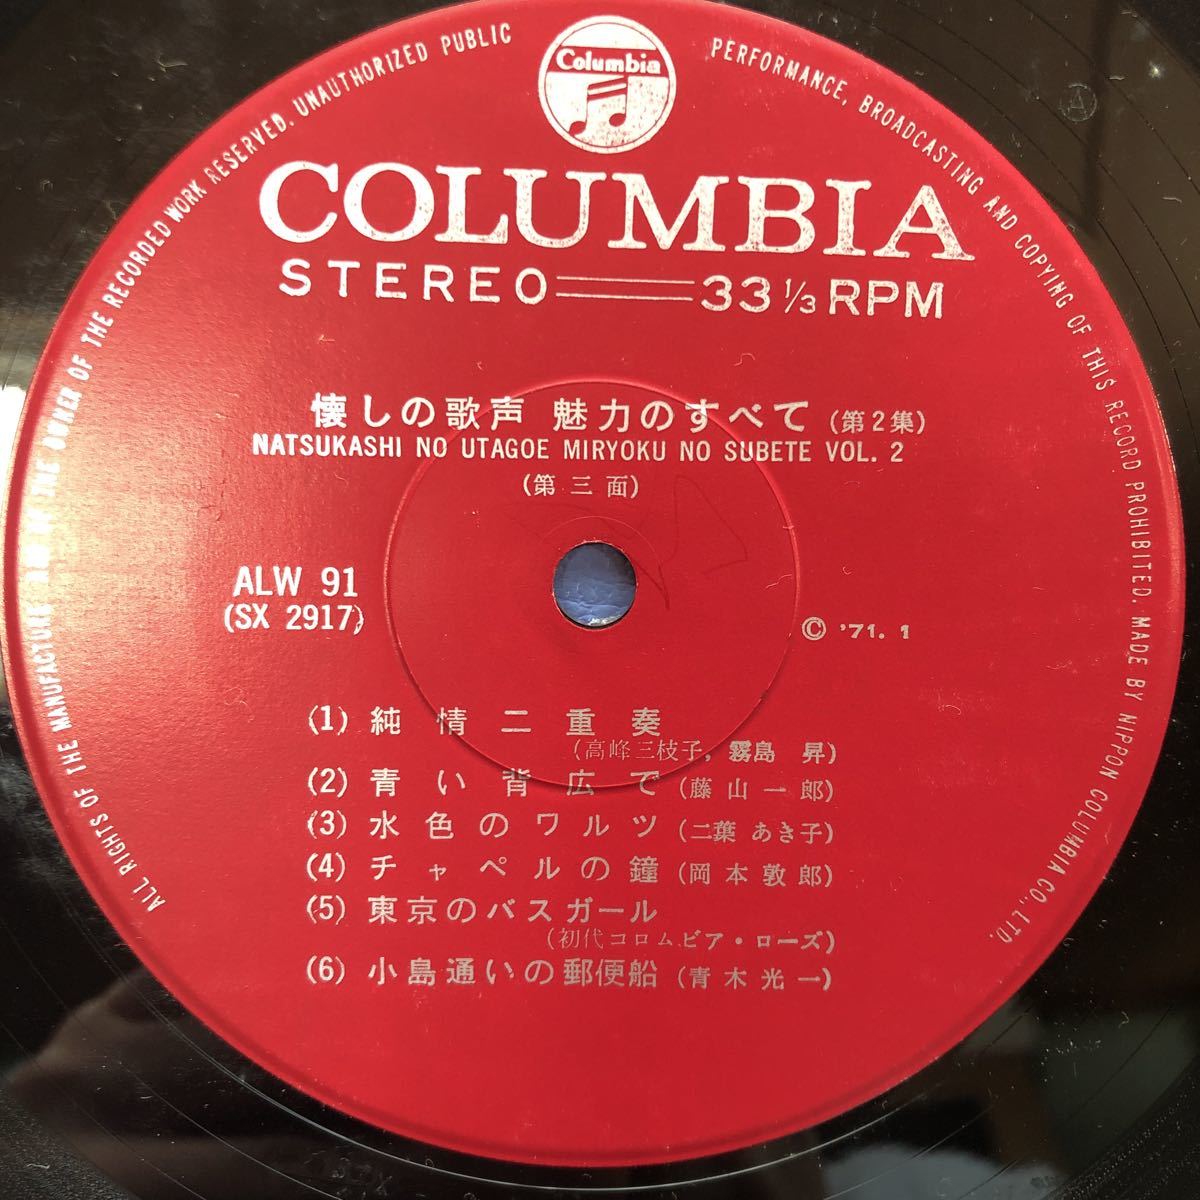 ALL RIGHTS OF THE MANUFACTURE AND OF THE OWNER OF THE RECORDED WORK RESERVED. UNAUTHORIZED PUBLIC PERFORMANCE, BROADCASTING AND COPYING OF THIS RECORD PROHIBITED. MADE BY NIPPON COLUMBIA CO., LTD.
Columbia
COLUMBIA
STEREO 33 1/3 RPM
懐しの歌声 魅力のすべて (第2集)
NATSUKASHI NO UTAGOE MIRYOKU NO SUBETE VOL. 2
(第三面)
ALW 91
(SX 2917)
© '71. 1
(1) 純情二重奏
(高峰三枝子, 霧島 昇)
(2) 青い背広で (藤山一郎)
(3) 水色のワルツ (二葉あき子)
(4) チャペルの鐘 (岡本敦郎)
(5) 東京のバスガール
(初代コロムビア・ローズ)
(6) 小島通いの郵便船 (青木光一)